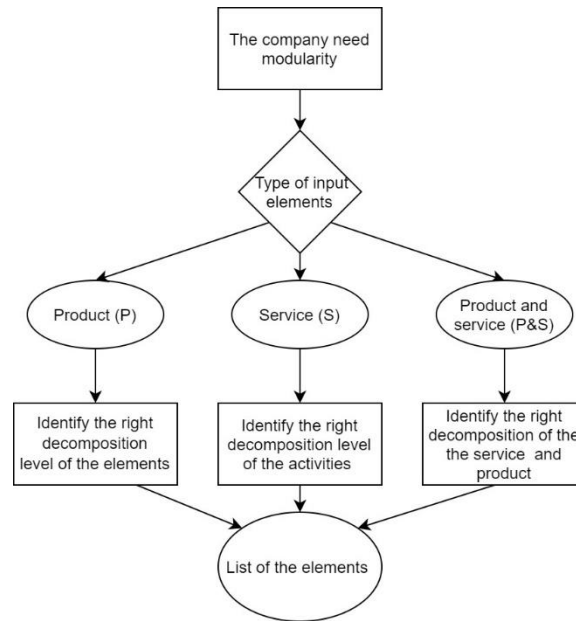 The company need
modularity
Type of input
elements
Product (P)
Service (S)
Product and
service (P&S)
Identify the right
decomposition
level of the elements
Identify the right
decomposition level
of the activities
Identify the right
decomposition of the
the service and
product
List of the elements